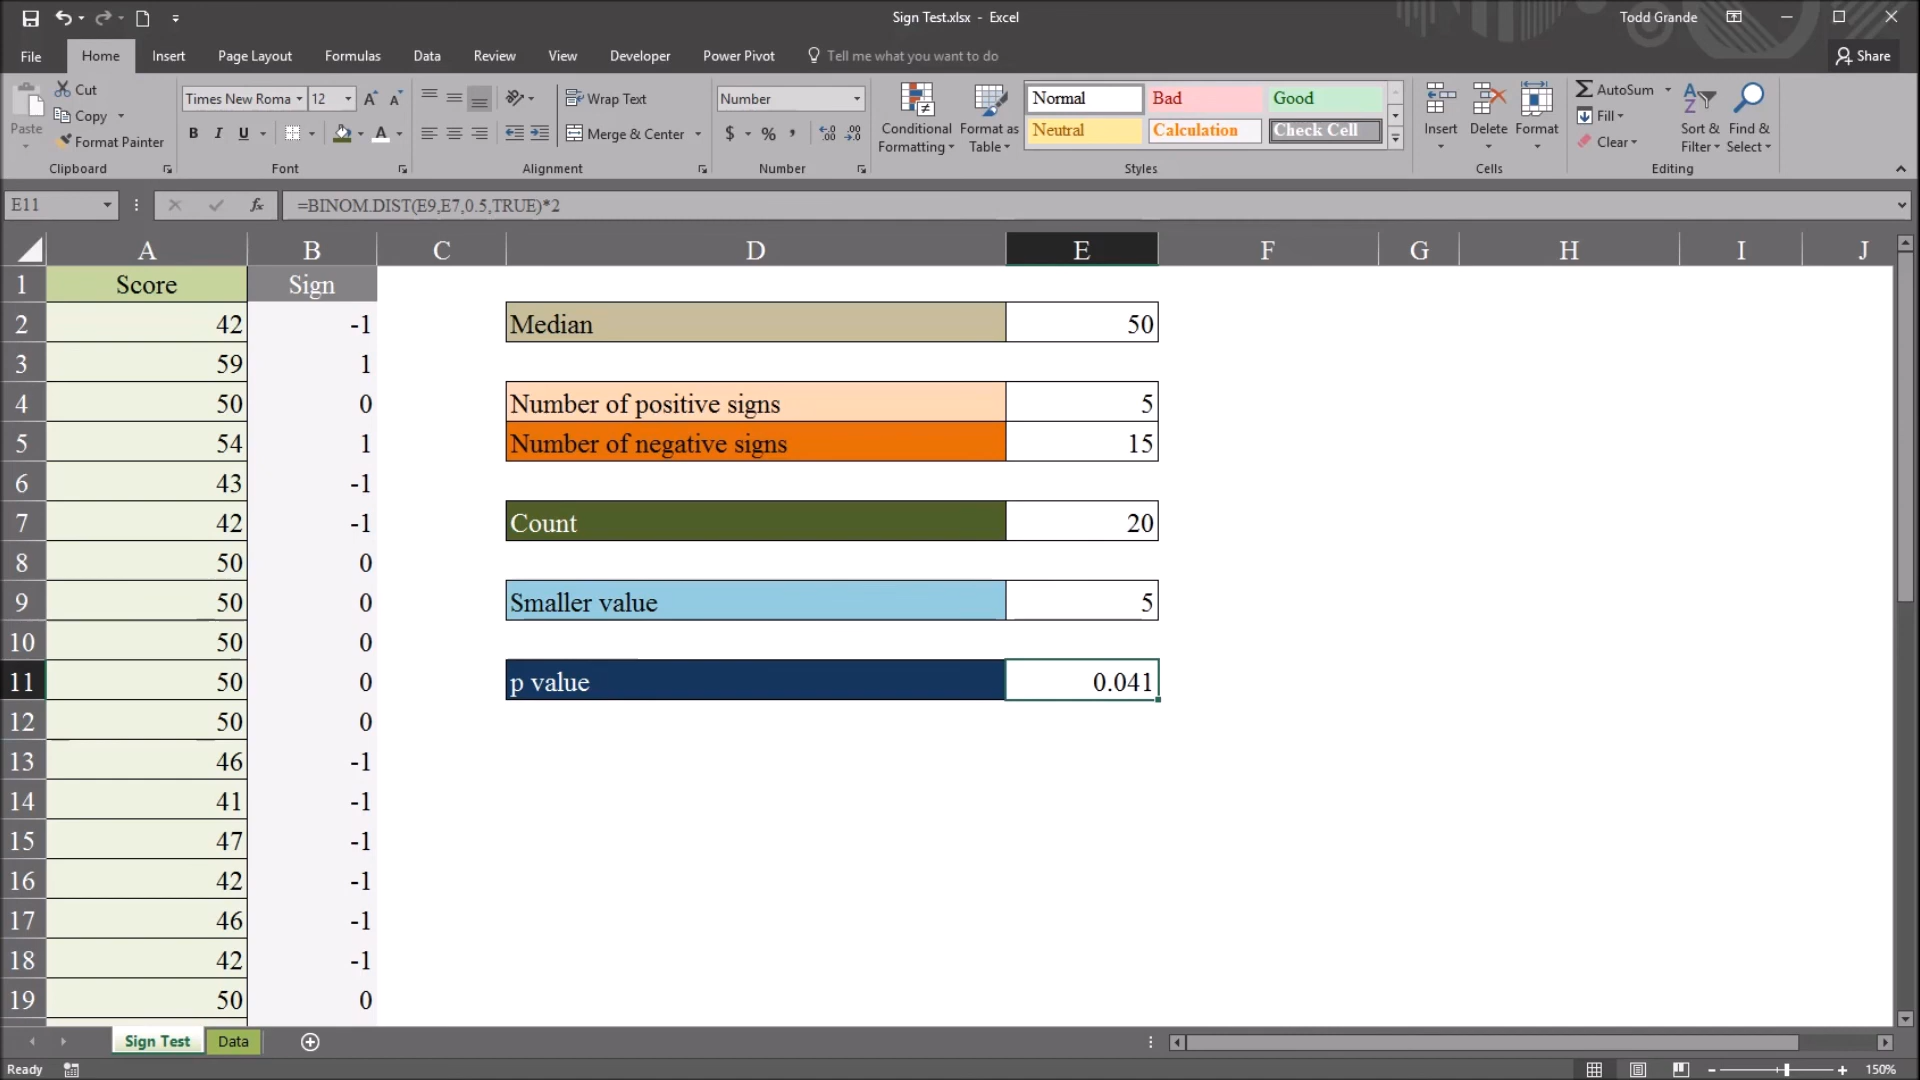 Sign Test.xlsx - Excel
Todd Grande
File Home Insert Page Layout Formulas Data Review View Developer Power Pivot Tell me what you want to do Share
Paste Cut Copy Format Painter
Clipboard
Times New Roma 12
B I U A
Font
Wrap Text
Merge & Center
Alignment
Number
$ % ,
Number
Conditional Formatting
Format as Table
Normal Bad Good
Neutral Calculation Check Cell
Styles
Insert Delete Format
Cells
AutoSum
Fill
Clear
Sort & Filter
Find & Select
Editing
E11 fx =BINOM.DIST(E9,E7,0.5,TRUE)*2
A B C D E F G H I J
1 Score Sign
2 42 -1 Median 50
3 59 1
4 50 0 Number of positive signs 5
5 54 1 Number of negative signs 15
6 43 -1
7 42 -1 Count 20
8 50 0
9 50 0 Smaller value 5
10 50 0
11 50 0 p value 0.041
12 50 0
13 46 -1
14 41 -1
15 47 -1
16 42 -1
17 46 -1
18 42 -1
19 50 0
Sign Test Data
Ready 150%